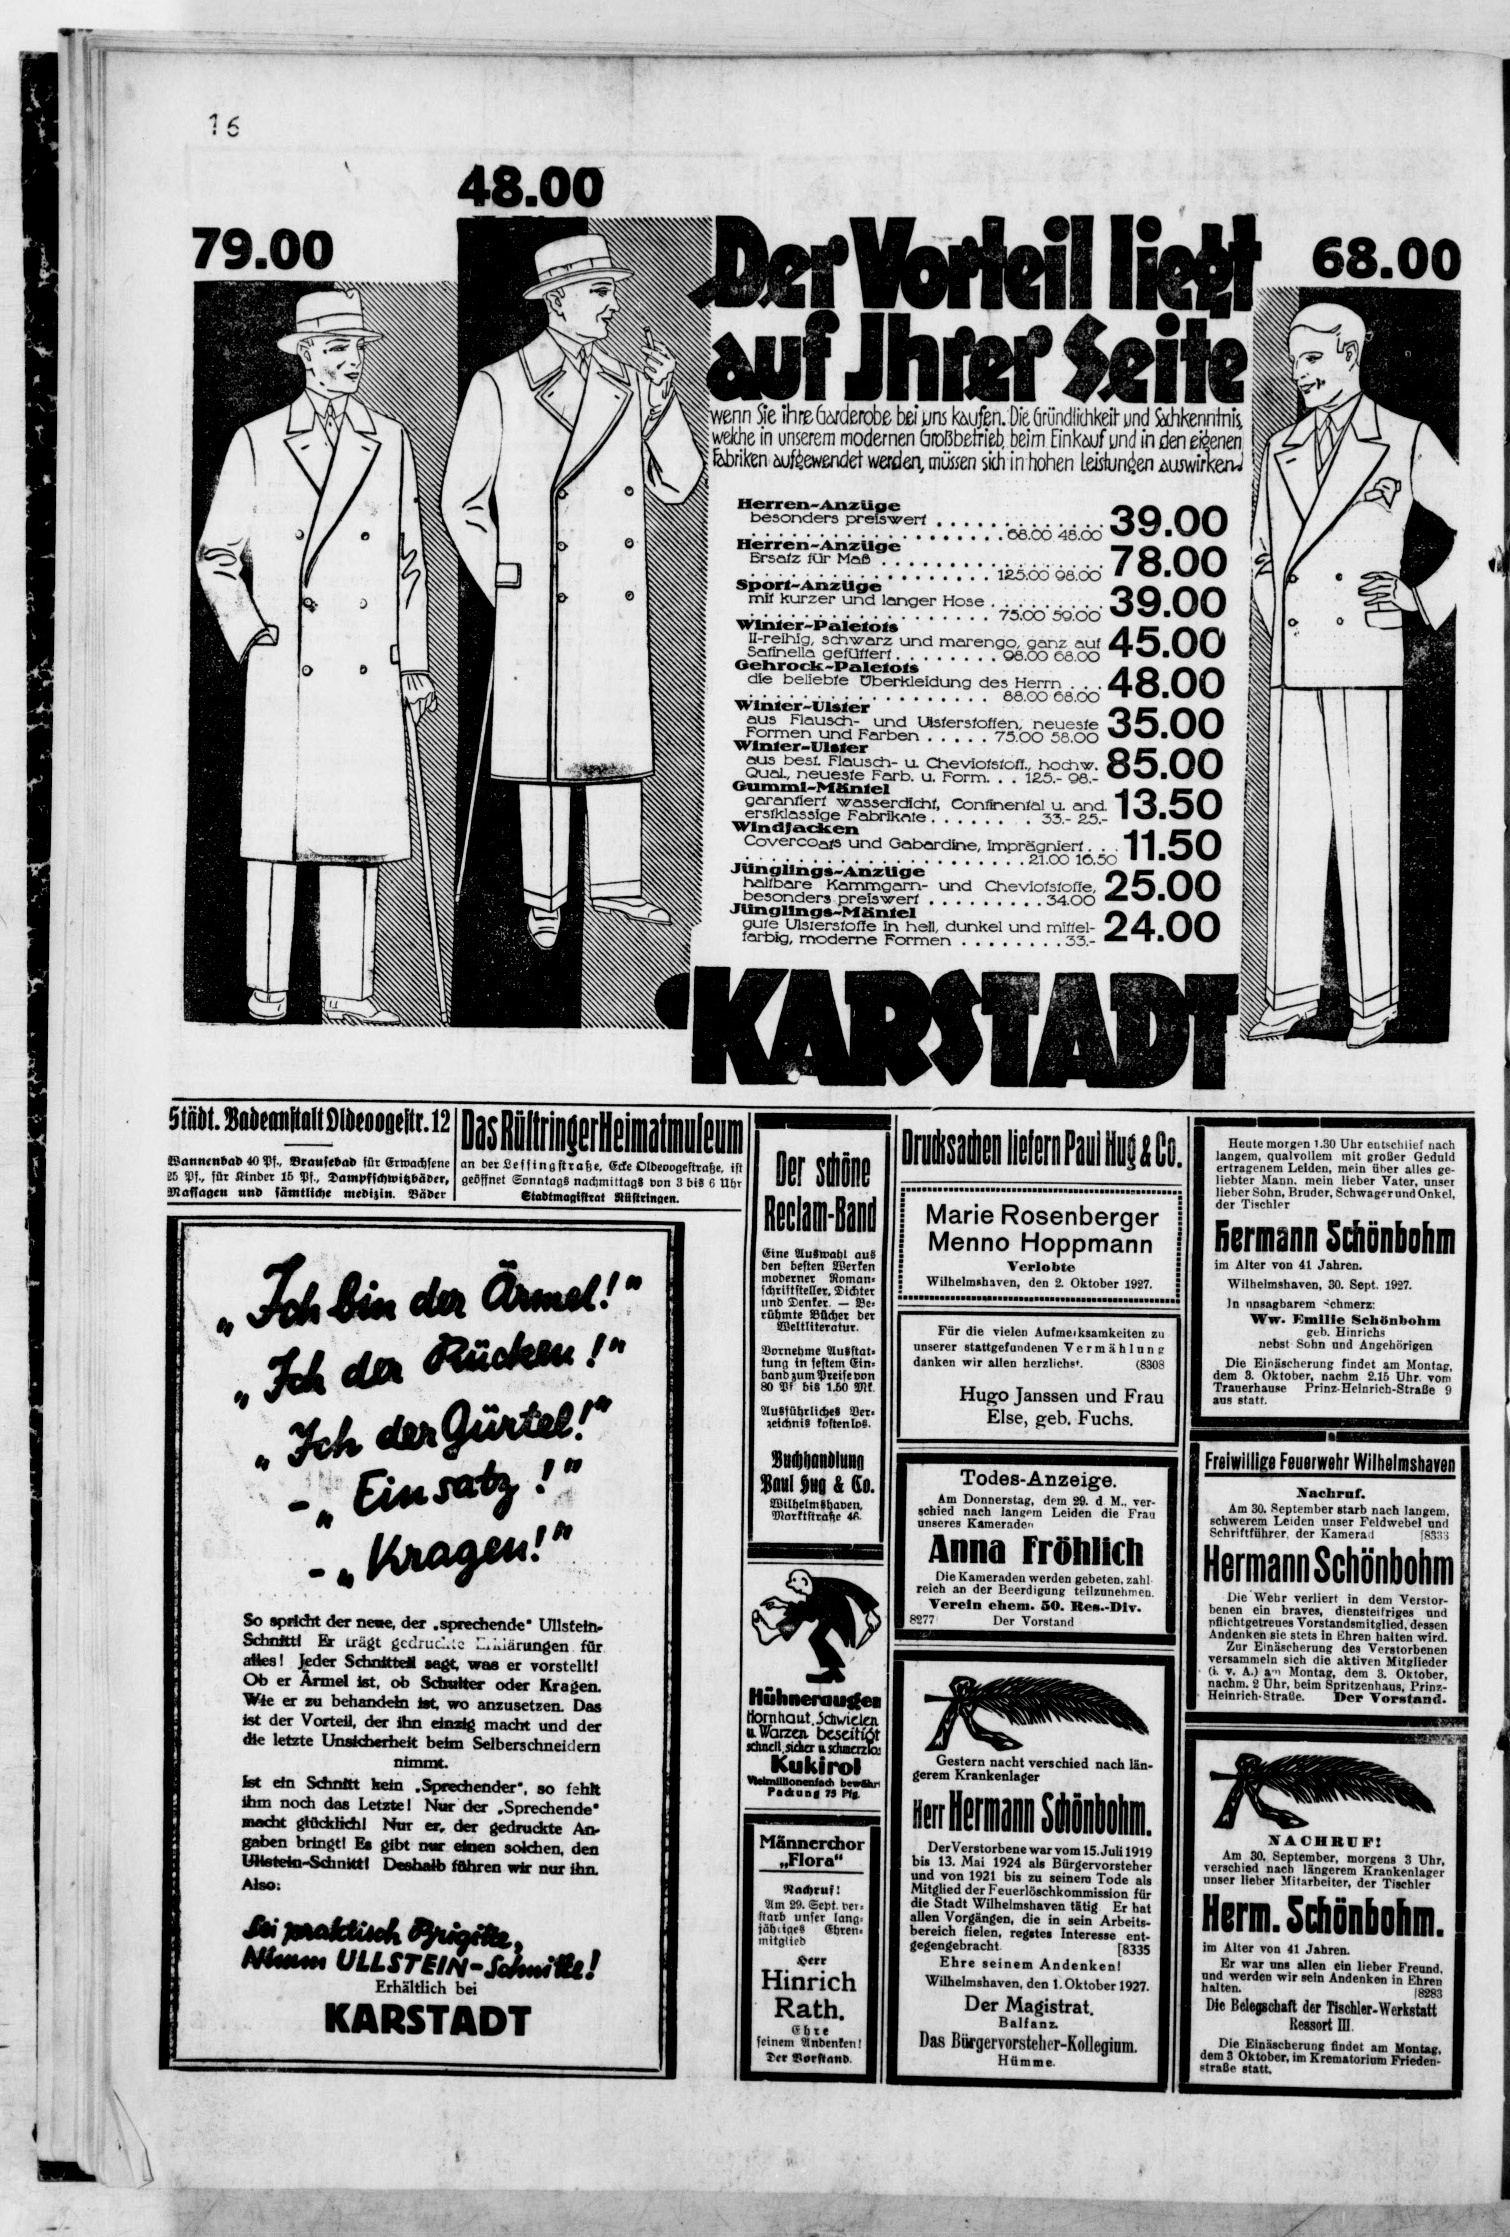 16
79.00
48.00
68.00
Der Vorteil liegt
auf Ihrer Seite
wenn Sie ihre Garderobe bei uns kaufen. Die Gründlichkeit und Sachkenntnis,
welche in unserem modernen Großbetrieb beim Einkauf und in den eigenen
Fabriken aufgewendet werden, müssen sich in hohen Leistungen auswirken!
Herren-Anzüge
besonders preiswert . . . . . . . . . . . . .
. . . . . . . . . . . . . . . . . . . 68.00 48.00 39.00
Herren-Anzüge
Ersatz für Maß . . . . . . . . . . . . . . . . .
. . . . . . . . . . . . . . . . . . 125.00 98.00 78.00
Sport-Anzüge
mit kurzer und langer Hose . . . . . . . . .
. . . . . . . . . . . . . . . . . . 75.00 59.00 39.00
Winter-Paletots
II-reihig, schwarz und marengo, ganz auf
Satinella gefüttert . . . . . . . . 98.00 68.00 45.00
Gehrock-Paletots
die beliebte Überkleidung des Herrn . . .
. . . . . . . . . . . . . . . . . . 88.00 68.00 48.00
Winter-Ulster
aus Flausch- und Ulsterstoffen, neueste
Formen und Farben . . . . . 75.00 58.00 35.00
Winter-Ulster
aus best. Flausch- u. Cheviotstoff., hochw.
Qual., neueste Farb. u. Form. . . 125.- 98.- 85.00
Gummi-Mäntel
garantiert wasserdicht, Continental u. and.
erstklassige Fabrikate . . . . . . . . 33.- 25.- 13.50
Windjacken
Covercoats und Gabardine, imprägniert . . .
. . . . . . . . . . . . . . . . . . . . 21.00 16.50 11.50
Jünglings-Anzüge
haltbare Kammgarn- und Cheviotstoffe,
besonders preiswert . . . . . . . . . 34.00 25.00
Jünglings-Mäntel
gute Ulsterstoffe in hell, dunkel und mittel-
farbig, moderne Formen . . . . . . . . 33.- 24.00
KARSTADT
Städt. Badeanstalt Oldeoogestr. 12
Wannenbad 40 Pf., Brausebad für Erwachsene
25 Pf., für Kinder 15 Pf., Dampfschwitzbäder,
Massagen und sämtliche medizin. Bäder
Das Rüstringer Heimatmuseum
an der Lessingstraße, Ecke Oldeoogestraße, ist
geöffnet Sonntags nachmittags von 3 bis 6 Uhr
Stadtmagistrat Rüstringen.
„Ich bin der Ärmel!“
„Ich der Rücken!“
„Ich der Gürtel!“
–„Einsatz!“
–„Kragen!“
So spricht der neue, der „sprechende“ Ullstein-
Schnitt! Er trägt gedruckte Erklärungen für
alles! Jeder Schnitteil sagt, was er vorstellt!
Ob er Ärmel ist, ob Schulter oder Kragen.
Wie er zu behandeln ist, wo anzusetzen. Das
ist der Vorteil, der ihn einzig macht und der
die letzte Unsicherheit beim Selberschneidern
nimmt.
Ist ein Schnitt kein „Sprechender“, so fehlt
ihm noch das Letzte! Nur der „Sprechende“
macht glücklich! Nur er, der gedruckte An-
gaben bringt! Es gibt nur einen solchen, den
Ullstein-Schnitt! Deshalb führen wir nur ihn.
Also:
Sei praktisch Brigitte,
Nimm ULLSTEIN-Schnitte!
Erhältlich bei
KARSTADT
Der schöne
Reclam-Band
Eine Auswahl aus
den besten Werken
moderner Roman-
schriftsteller, Dichter
und Denker. — Be-
rühmte Bücher der
Weltliteratur.
Vornehme Ausstat-
tung in festem Ein-
band zum Preise von
80 Pf bis 1.50 Mk.
Ausführliches Ver-
zeichnis kostenlos.
Buchhandlung
Paul Hug & Co.
Wilhelmshaven,
Marktstraße 46.
Hühneraugen
Hornhaut, Schwielen
u. Warzen beseitigt
schnell, sicher u. schmerzlos
Kukirol
Vielmillionenfach bewährt
Packung 75 Pfg.
Männerchor
„Flora“
Nachruf!
Am 29. Sept. ver-
starb unser lang-
jähriges Ehren-
mitglied
Herr
Hinrich
Rath.
Ehre
seinem Andenken!
Der Vorstand.
Drucksachen liefern Paul Hug & Co.
Marie Rosenberger
Menno Hoppmann
Verlobte
Wilhelmshaven, den 2. Oktober 1927.
Für die vielen Aufmerksamkeiten zu
unserer stattgefundenen Vermählung
danken wir allen herzlichst. (8308
Hugo Janssen und Frau
Else, geb. Fuchs.
Todes-Anzeige.
Am Donnerstag, dem 29. d M., ver-
schied nach langem Leiden die Frau
unseres Kameraden
Anna Fröhlich
Die Kameraden werden gebeten, zahl
reich an der Beerdigung teilzunehmen.
Verein ehem. 50. Res.-Div.
8277 Der Vorstand
Gestern nacht verschied nach län-
gerem Krankenlager
Herr Hermann Schönbohm.
Der Verstorbene war vom 15. Juli 1919
bis 13. Mai 1924 als Bürgervorsteher
und von 1921 bis zu seinem Tode als
Mitglied der Feuerlöschkommission für
die Stadt Wilhelmshaven tätig Er hat
allen Vorgängen, die in sein Arbeits-
bereich fielen, regstes Interesse ent-
gegengebracht [8335
Ehre seinem Andenken!
Wilhelmshaven, den 1. Oktober 1927.
Der Magistrat.
Balfanz.
Das Bürgervorsteher-Kollegium.
Hümme.
Heute morgen 1.30 Uhr entschlief nach
langem, qualvollem mit großer Geduld
ertragenem Leiden, mein über alles ge-
liebter Mann. mein lieber Vater, unser
lieber Sohn, Bruder, Schwager und Onkel,
der Tischler
Hermann Schönbohm
im Alter von 41 Jahren.
Wilhelmshaven, 30. Sept. 1927.
In unsagbarem Schmerz:
Ww. Emilie Schönbohm
geb. Hinrichs
nebst Sohn und Angehörigen
Die Einäscherung findet am Montag,
dem 3. Oktober, nachm 2.15 Uhr. vom
Trauerhause Prinz-Heinrich-Straße 9
aus statt.
Freiwillige Feuerwehr Wilhelmshaven
Nachruf.
Am 30. September starb nach langem,
schwerem Leiden unser Feldwebel und
Schriftführer, der Kamerad [8333
Hermann Schönbohm
Die Wehr verliert in dem Verstor-
benen ein braves, diensteifriges und
pflichtgetreues Vorstandsmitglied, dessen
Andenken sie stets in Ehren halten wird.
Zur Einäscherung des Verstorbenen
versammeln sich die aktiven Mitglieder
(i. v. A.) am Montag, dem 3. Oktober,
nachm. 2 Uhr, beim Spritzenhaus, Prinz-
Heinrich-Straße. Der Vorstand.
NACHRUF!
Am 30. September, morgens 3 Uhr,
verschied nach längerem Krankenlager
unser lieber Mitarbeiter, der Tischler
Herm. Schönbohm.
im Alter von 41 Jahren.
Er war uns allen ein lieber Freund,
und werden wir sein Andenken in Ehren
halten. [8283
Die Belegschaft der Tischler-Werkstatt
Ressort III.
Die Einäscherung findet am Montag,
dem 3 Oktober, im Krematorium Frieden-
straße statt.